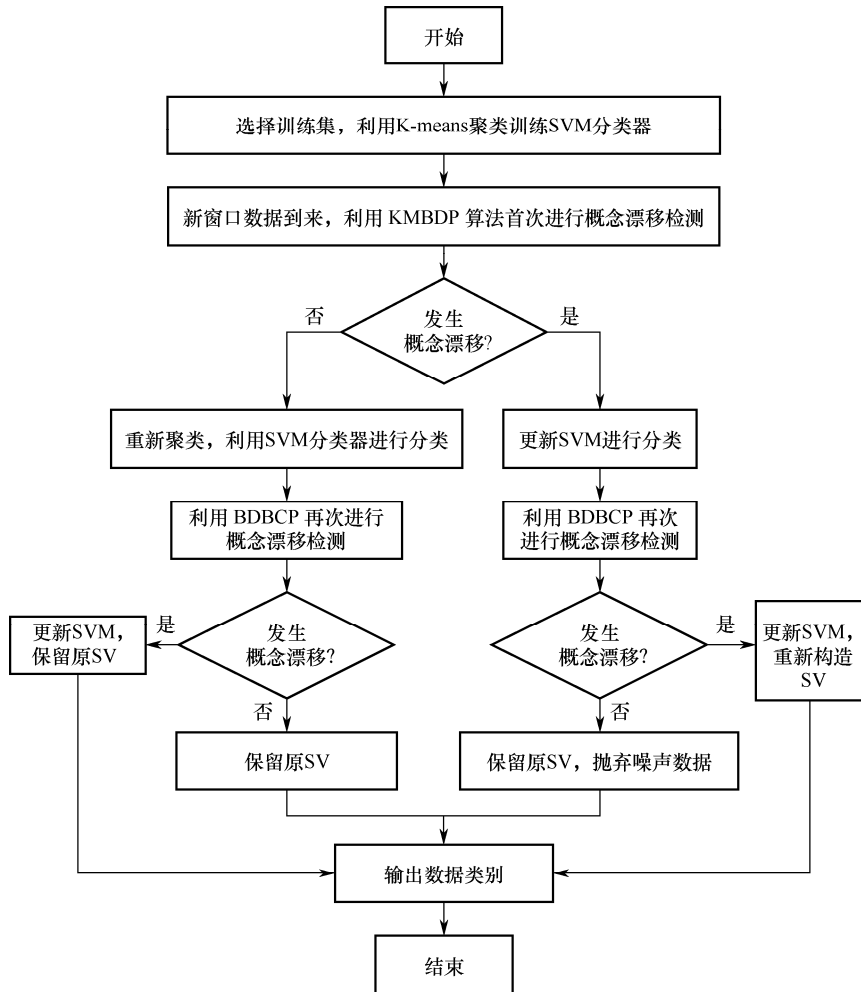 开始
选择训练集，利用K-means聚类训练SVM分类器
新窗口数据到来，利用 KMBDP 算法首次进行概念漂移检测
否
发生
概念漂移?
是
重新聚类，利用SVM分类器进行分类
更新SVM进行分类
利用 BDBCP 再次进行
概念漂移检测
利用 BDBCP 再次
进行概念漂移检测
更新SVM，
保留原SV
是
发生
概念漂移?
发生
概念漂移?
是
更新SVM，
重新构造
SV
否
否
保留原SV
保留原SV，抛弃噪声数据
输出数据类别
结束